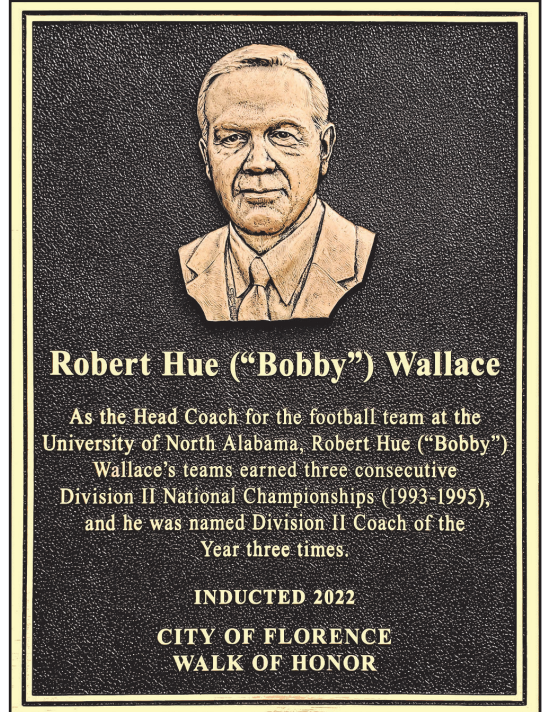 Robert Hue (“Bobby”) Wallace
As the Head Coach for the football team at the
University of North Alabama, Robert Hue (“Bobby”)
Wallace’s teams earned three consecutive
Division II National Championships (1993-1995),
and he was named Division II Coach of the
Year three times.
INDUCTED 2022
CITY OF FLORENCE
WALK OF HONOR